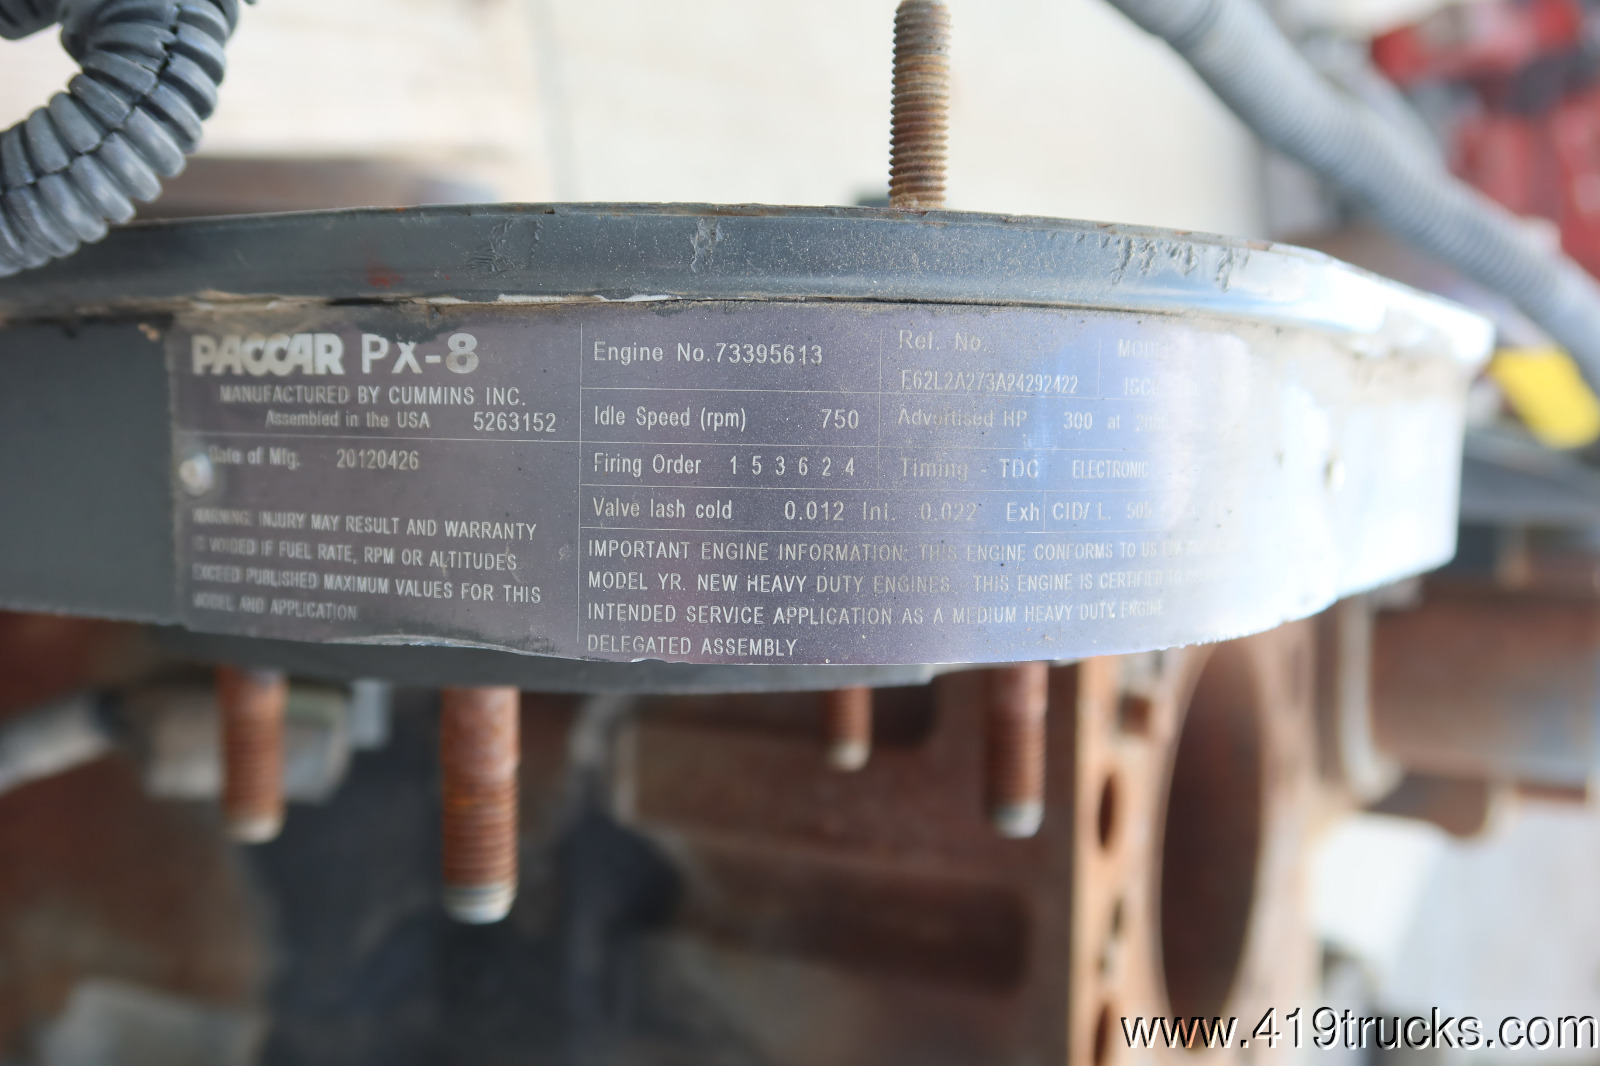 PACCAR PX-8
MANUFACTURED BY CUMMINS INC.
Assembled in the USA 5263152
Date of Mfg. 20120426
WARNING: INJURY MAY RESULT AND WARRANTY
IS VOIDED IF FUEL RATE, RPM OR ALTITUDES
EXCEED PUBLISHED MAXIMUM VALUES FOR THIS
MODEL AND APPLICATION
Engine No. 73395613
Ref. No.
E62L2A273A24292422
MODEL
Idle Speed (rpm) 750
Advertised HP 300 at
Firing Order 1 5 3 6 2 4
Timing TDC ELECTRONIC
Valve lash cold 0.012 Int. 0.022 Exh
CID/ L. 505
IMPORTANT ENGINE INFORMATION: THIS ENGINE CONFORMS TO US EPA
MODEL YR. NEW HEAVY DUTY ENGINES. THIS ENGINE IS CERTIFIED TO
INTENDED SERVICE APPLICATION AS A MEDIUM HEAVY DUTY ENGINE
DELEGATED ASSEMBLY
www.419trucks.com